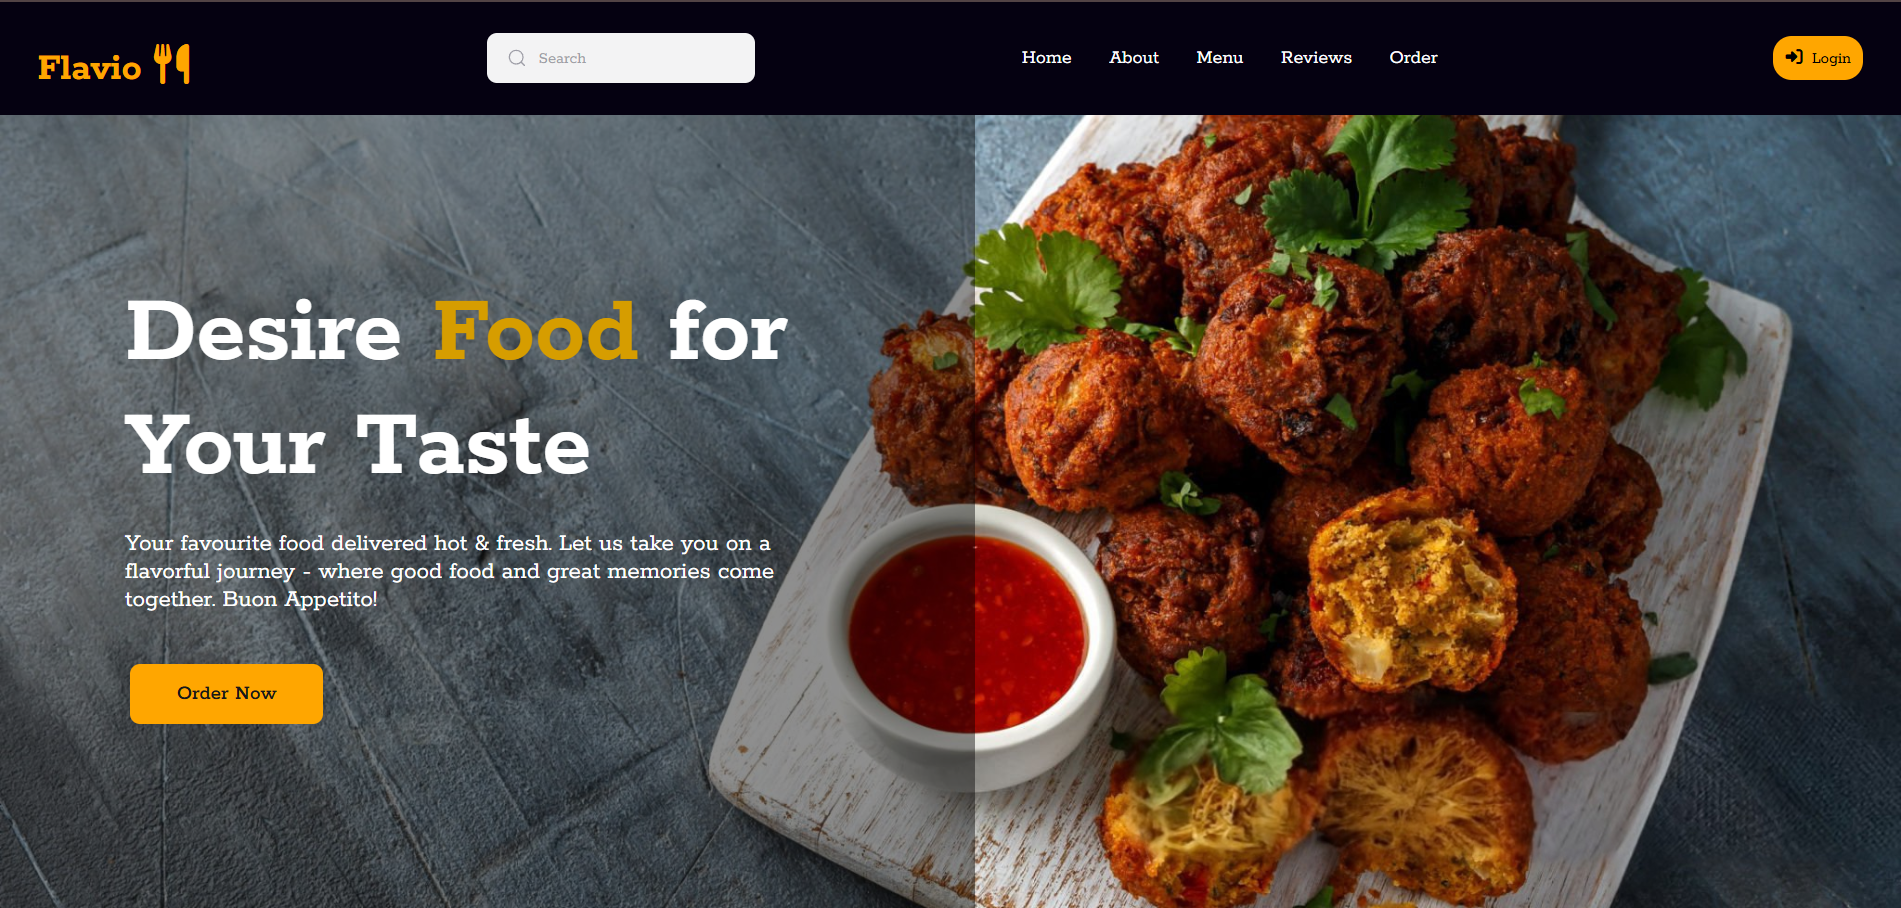 Flavio
Search
Home About Menu Reviews Order
Login
Desire Food for
Your Taste
Your favourite food delivered hot & fresh. Let us take you on a
flavorful journey - where good food and great memories come
together. Buon Appetito!
Order Now